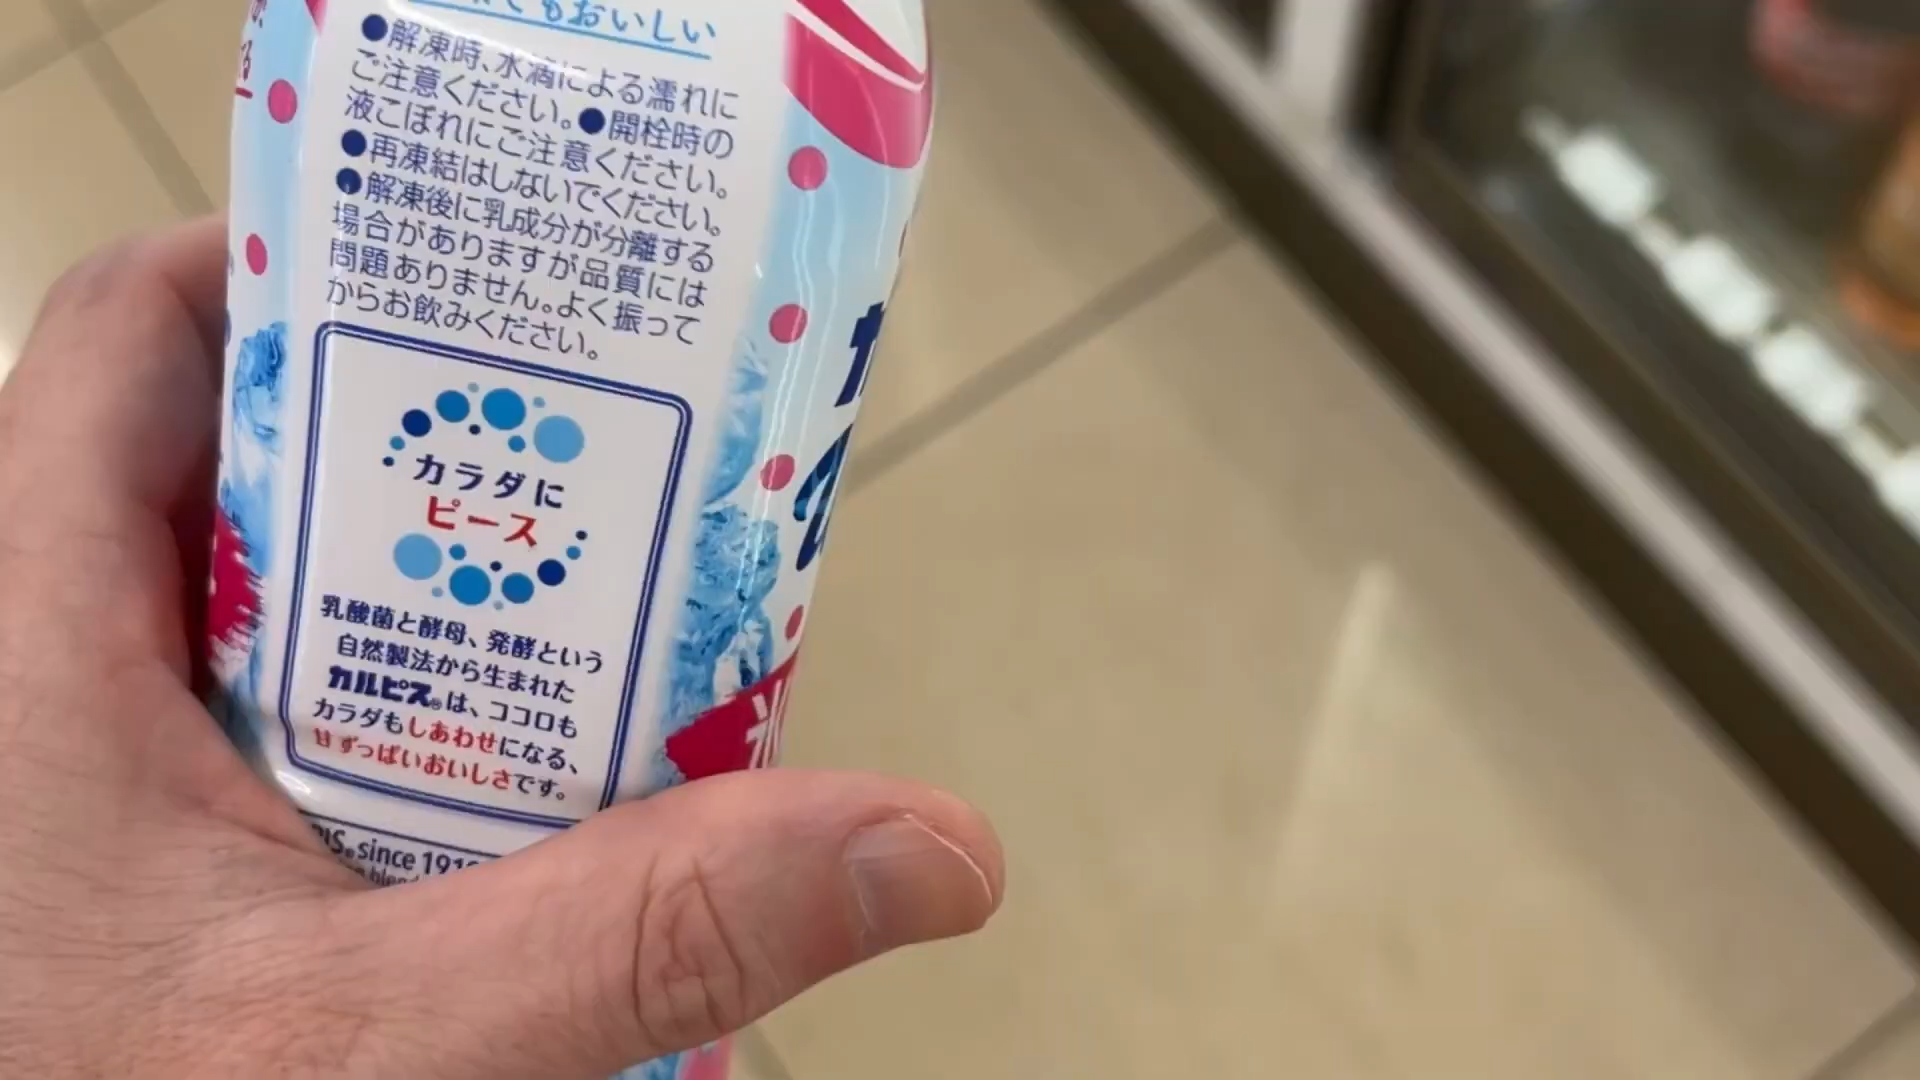 もおいしい
●解凍時、水滴による濡れに
ご注意ください。●開栓時の
液こぼれにご注意ください。
●再凍結はしないでください。
●解凍後に乳成分が分離する
場合がありますが品質には
問題ありません。よく振って
からお飲みください。
カラダに
ピース
乳酸菌と酵母、発酵という
自然製法から生まれた
カルピス®は、ココロも
カラダもしあわせになる、
甘ずっぱいおいしさです。
PIS® since 191
る
カ